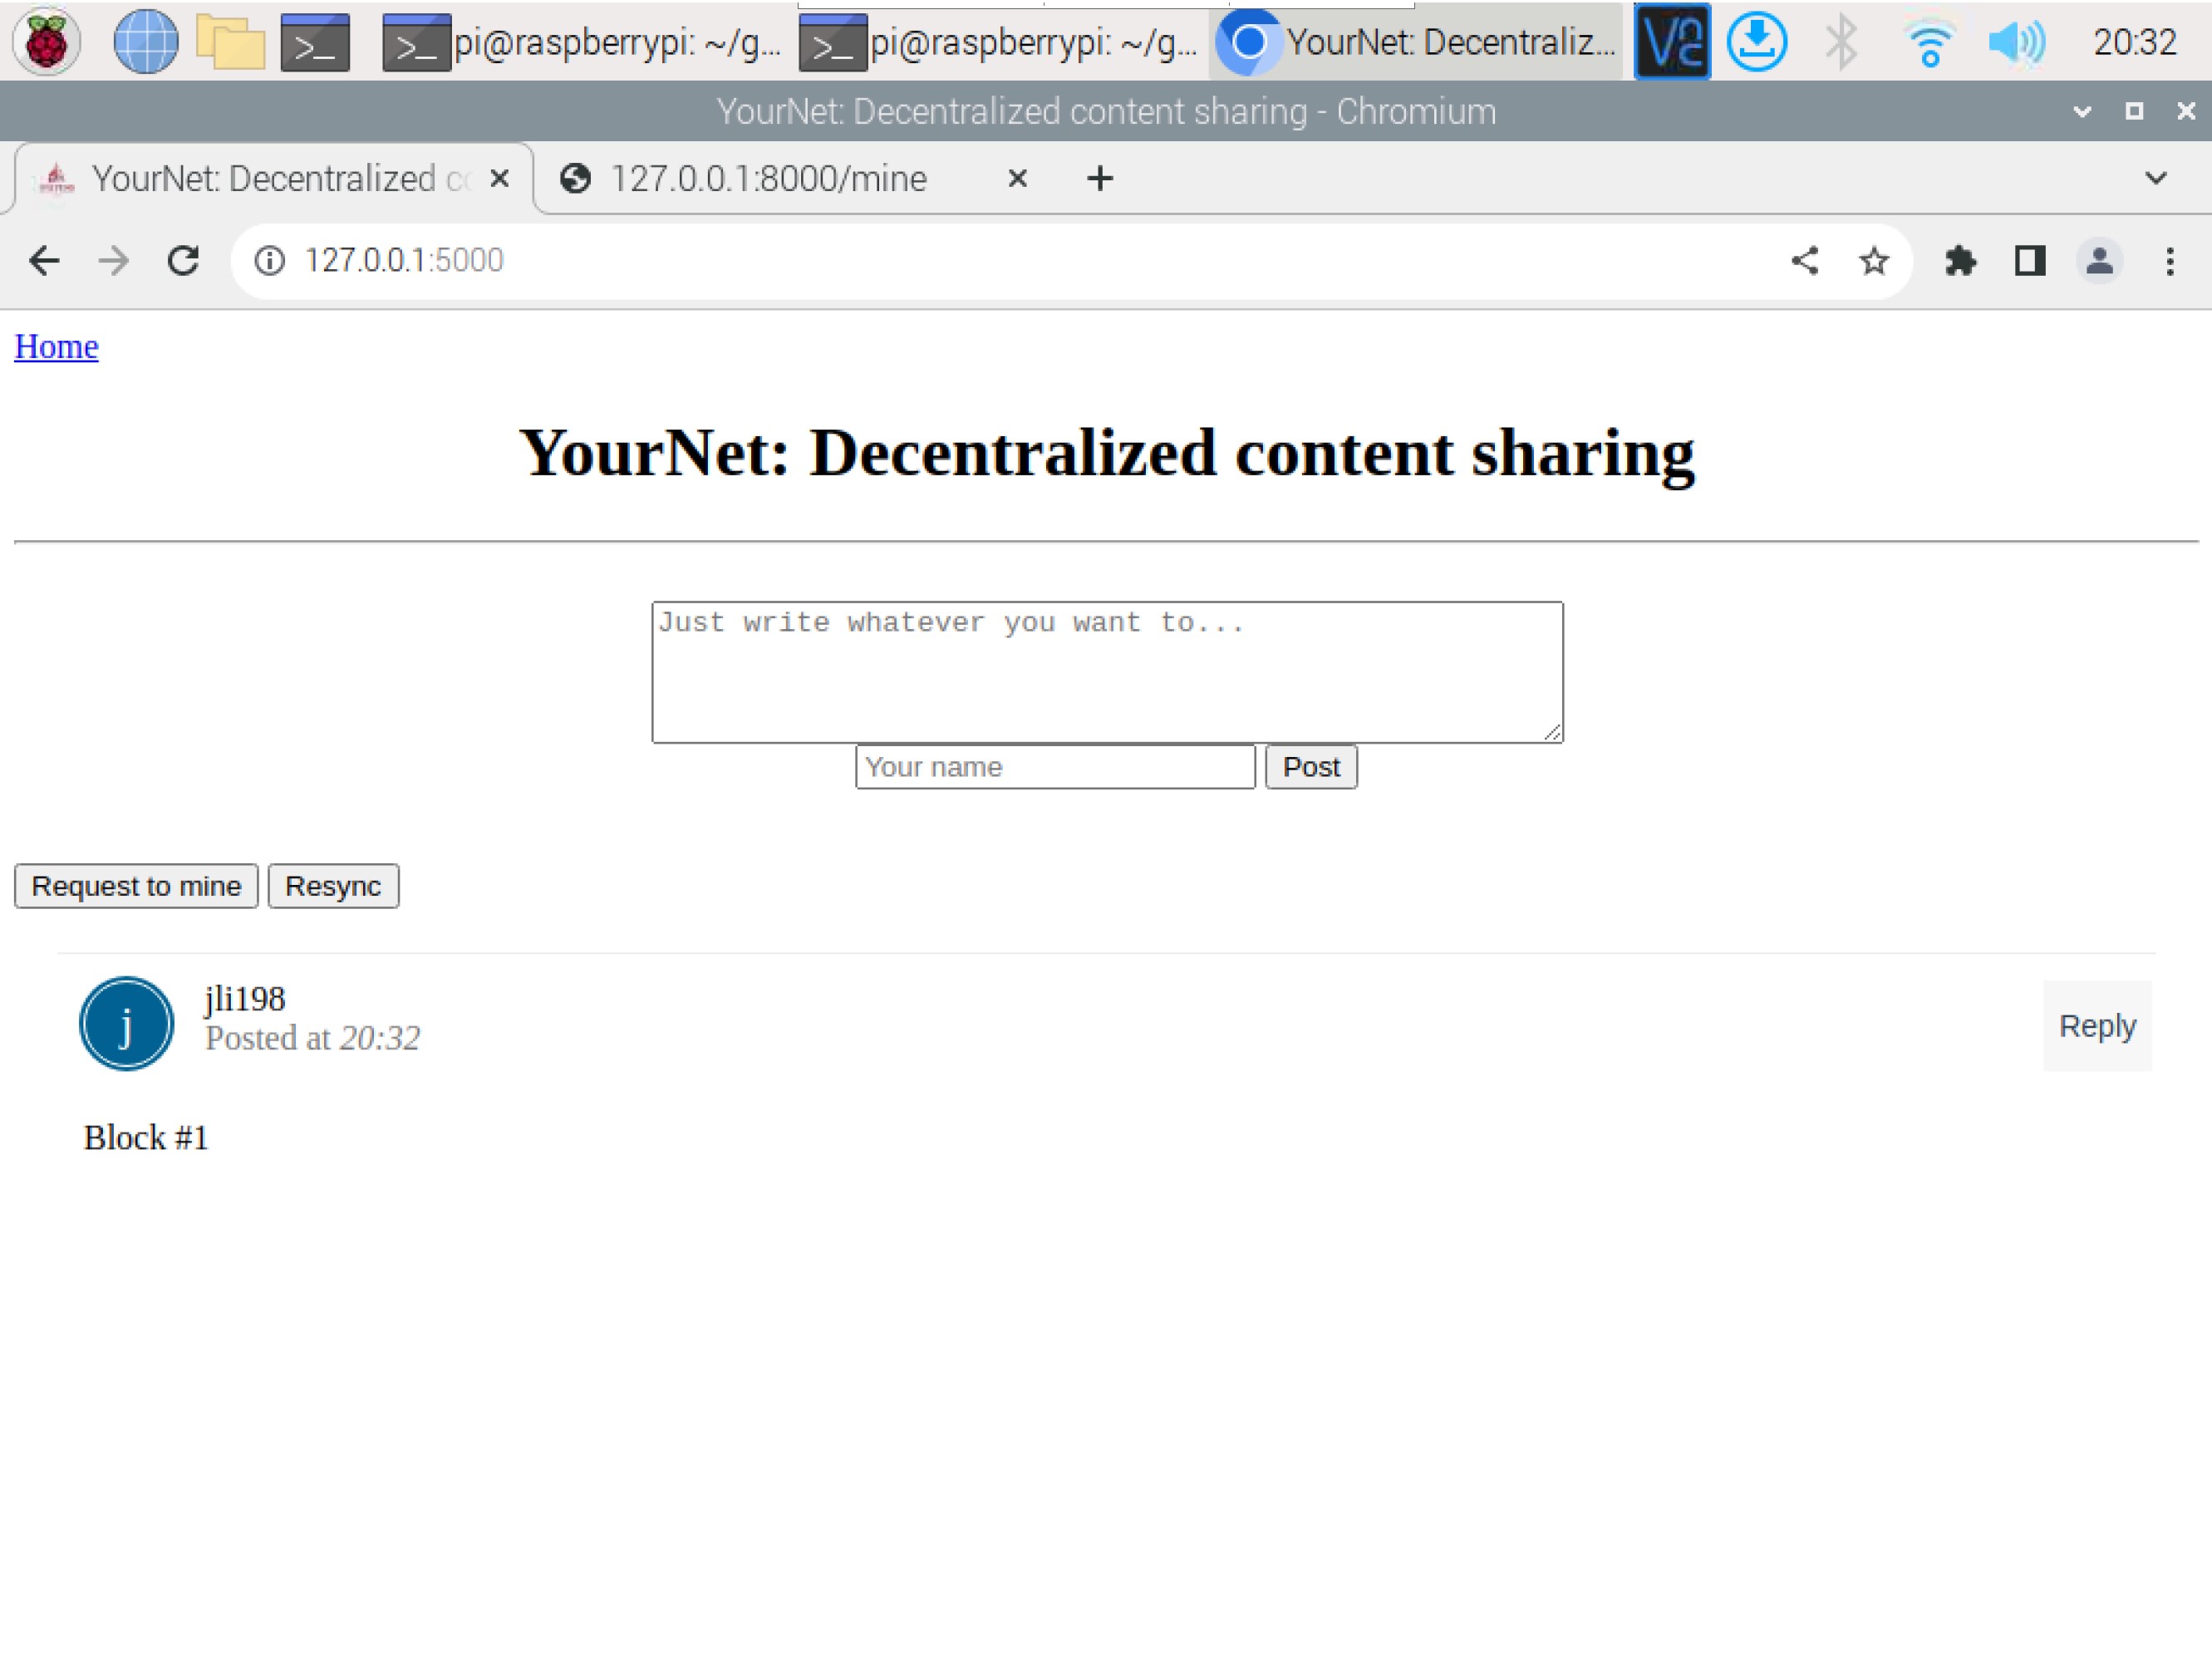 pi@raspberrypi: ~/g... pi@raspberrypi: ~/g... YourNet: Decentraliz... 20:32
YourNet: Decentralized content sharing - Chromium
YourNet: Decentralized 127.0.0.1:8000/mine
127.0.0.1:5000
Home
YourNet: Decentralized content sharing
Just write whatever you want to...
Your name Post
Request to mine Resync
j
jli198
Posted at 20:32
Reply
Block #1